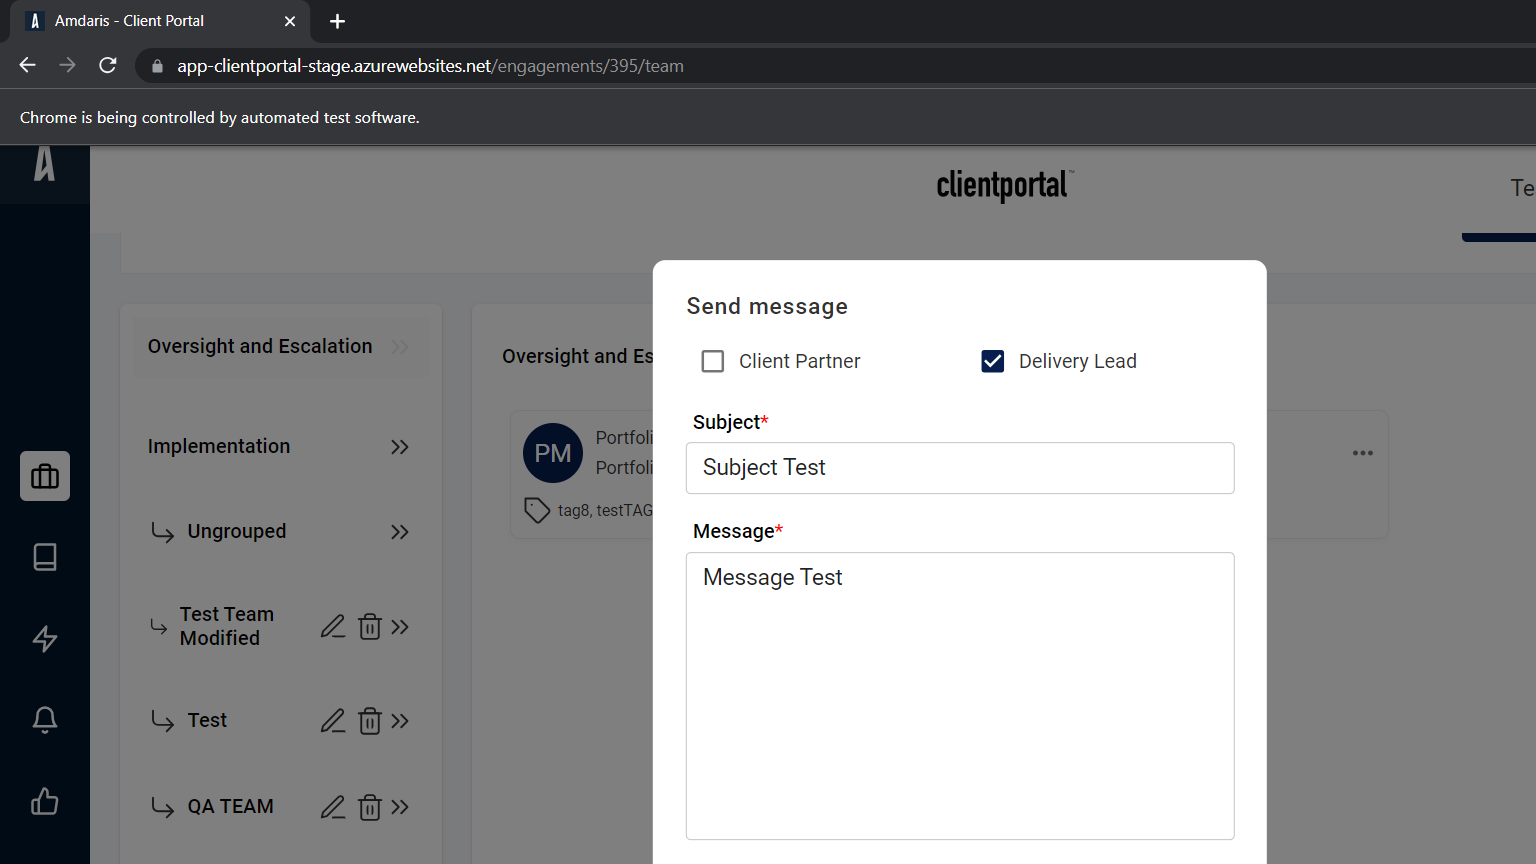 Amdaris - Client Portal
app-clientportal-stage.azurewebsites.net/engagements/395/team
Chrome is being controlled by automated test software.
clientportal™
Te
Oversight and Escalation
Implementation
Ungrouped
Test Team
Modified
Test
QA TEAM
Oversight and Es
PM
Portfoli
Portfoli
tag8, testTAG
Send message
Client Partner
Delivery Lead
Subject*
Subject Test
Message*
Message Test